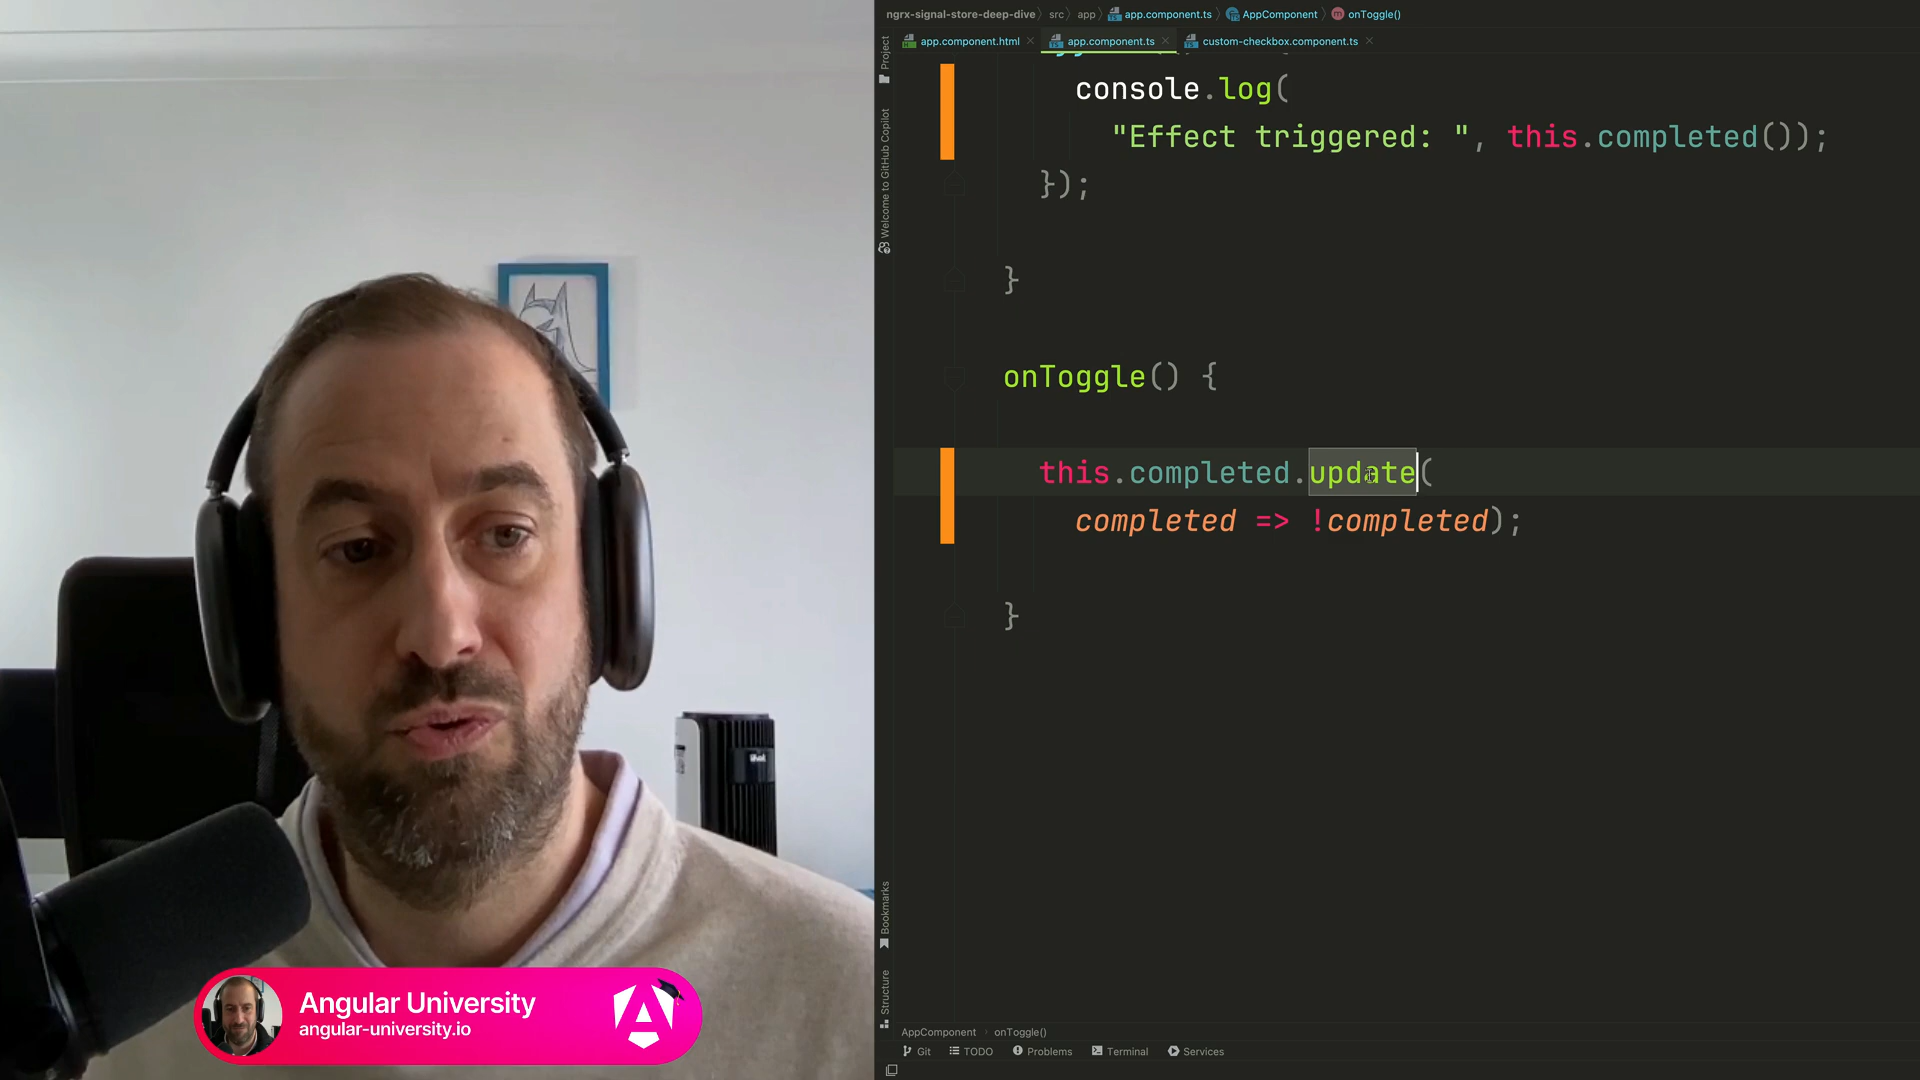 ngrx-signal-store-deep-dive src app app.component.ts AppComponent onToggle()
app.component.html app.component.ts custom-checkbox.component.ts
Project
Welcome to GitHub Copilot
console.log(
"Effect triggered: ", this.completed());
});
}
onToggle() {
this.completed.update(
completed => !completed);
}
Bookmarks
Structure
AppComponent onToggle()
Git TODO Problems Terminal Services
Angular University
angular-university.io